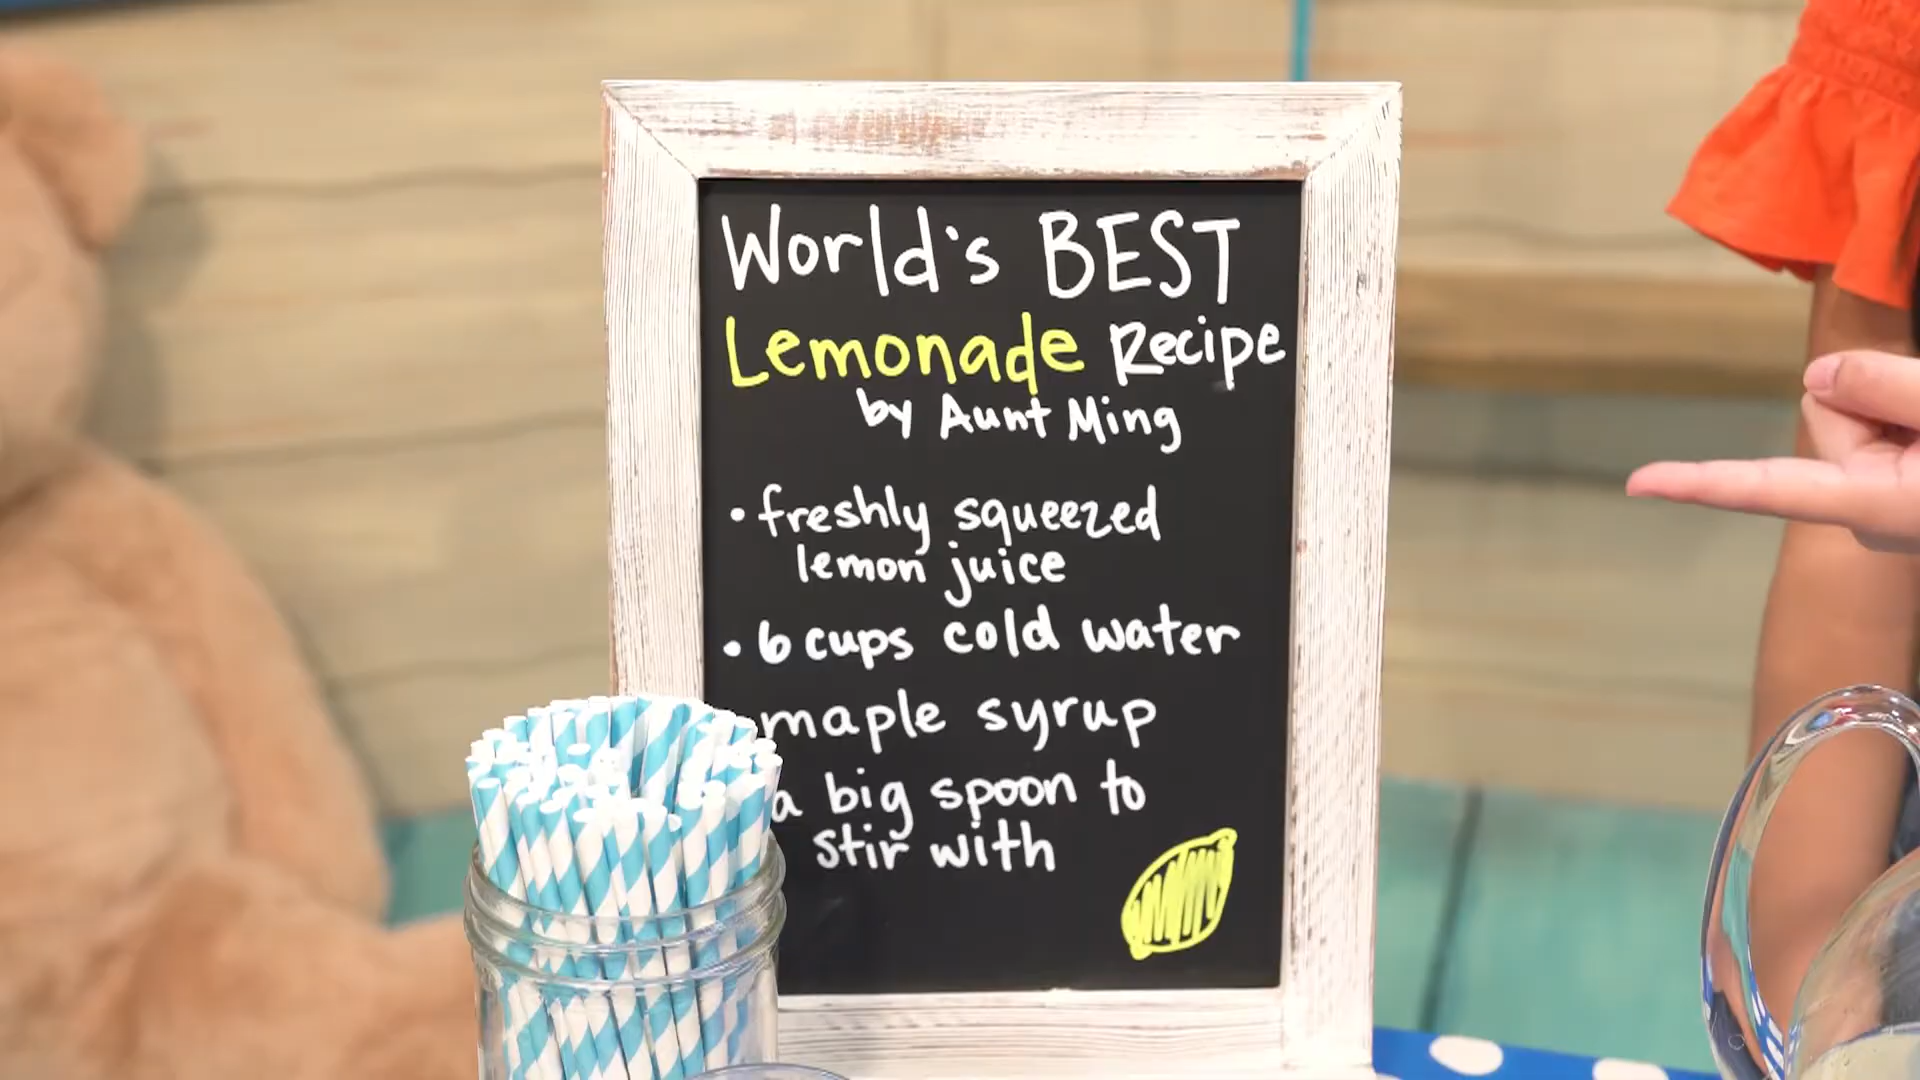 World's BEST
Lemonade Recipe
by Aunt Ming
• freshly squeezed
lemon juice
• 6 cups cold water
maple syrup
a big spoon to
stir with